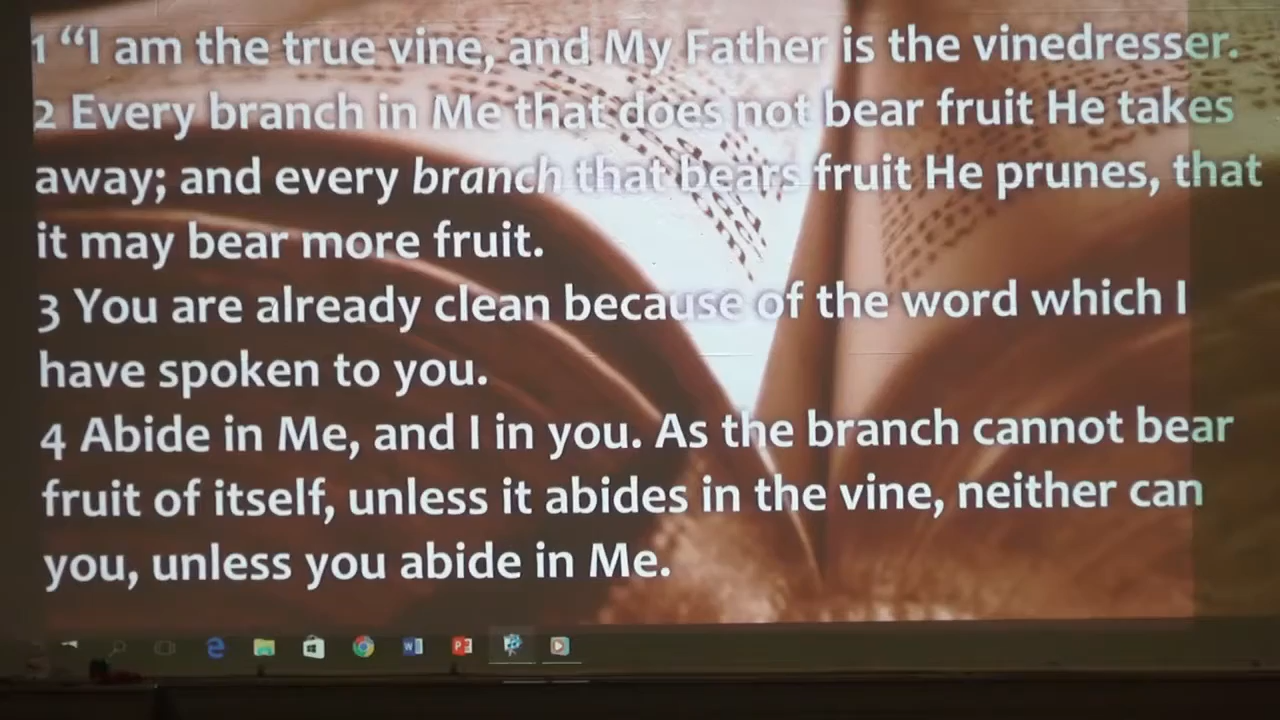 1 “I am the true vine, and My Father is the vinedresser.
2 Every branch in Me that does not bear fruit He takes
away; and every branch that bears fruit He prunes, that
it may bear more fruit.
3 You are already clean because of the word which I
have spoken to you.
4 Abide in Me, and I in you. As the branch cannot bear
fruit of itself, unless it abides in the vine, neither can
you, unless you abide in Me.